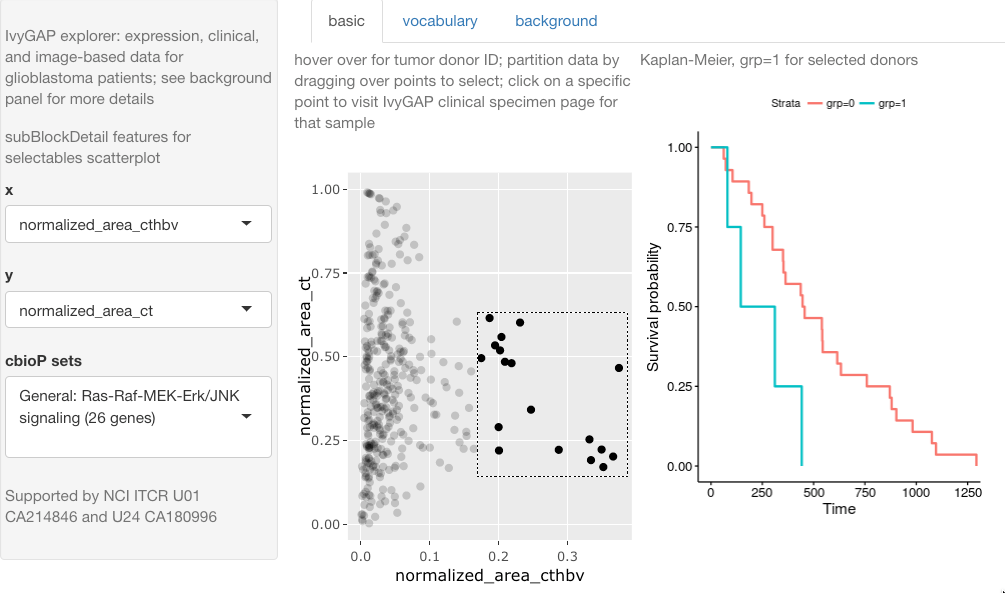 IvyGAP explorer: expression, clinical,
and image-based data for
glioblastoma patients; see background
panel for more details
subBlockDetail features for
selectables scatterplot
x
normalized_area_cthbv
y
normalized_area_ct
cbioP sets
General: Ras-Raf-MEK-Erk/JNK
signaling (26 genes)
Supported by NCI ITCR U01
CA214846 and U24 CA180996
basic
vocabulary
background
hover over for tumor donor ID; partition data by
dragging over points to select; click on a specific
point to visit IvyGAP clinical specimen page for
that sample
normalized_area_ct
1.00
0.75
0.50
0.25
0.00
0.0
0.1
0.2
0.3
normalized_area_cthbv
Kaplan-Meier, grp=1 for selected donors
Strata
grp=0
grp=1
Survival probability
1.00
0.75
0.50
0.25
0.00
0
250
500
750
1000
1250
Time